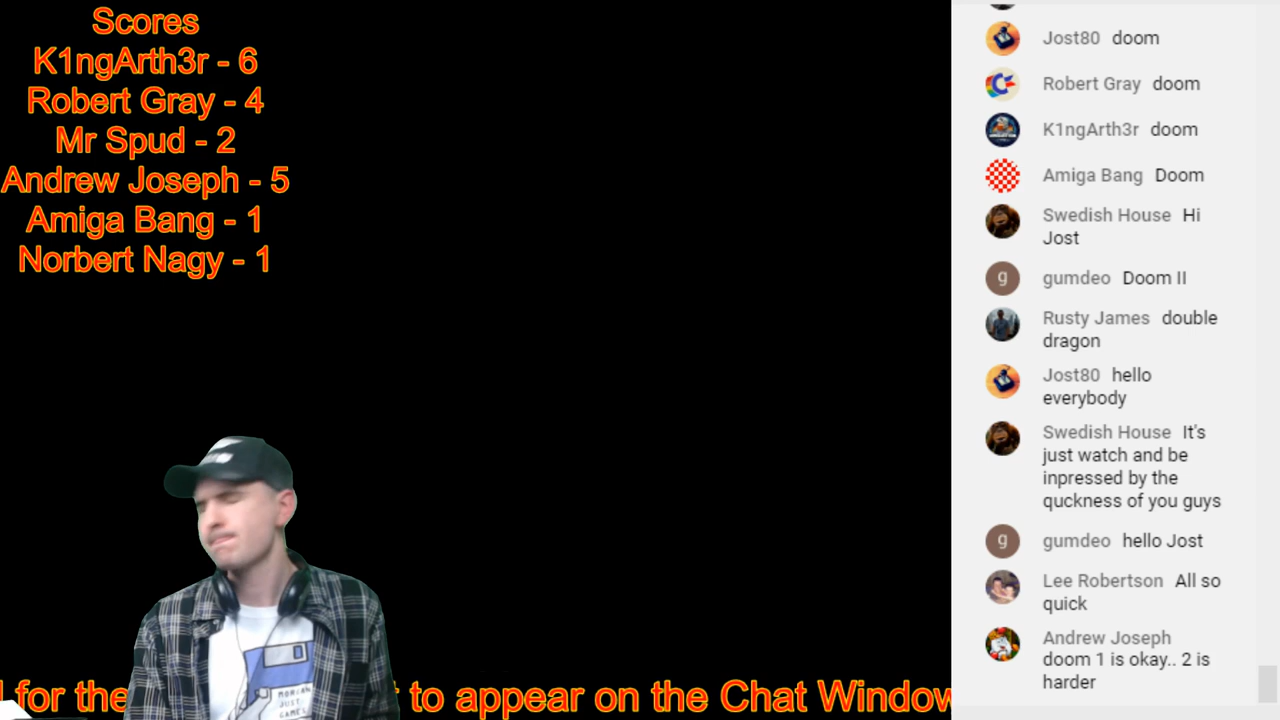 Scores
K1ngArth3r - 6
Robert Gray - 4
Mr Spud - 2
Andrew Joseph - 5
Amiga Bang - 1
Norbert Nagy - 1
for the
to appear on the Chat Window
MORGAN
JUST
GAMES
Jost80 doom
Robert Gray doom
K1ngArth3r doom
Amiga Bang Doom
Swedish House Hi
Jost
gumdeo Doom II
Rusty James double
dragon
Jost80 hello
everybody
Swedish House It's
just watch and be
inpressed by the
quckness of you guys
g
gumdeo hello Jost
Lee Robertson All so
quick
Andrew Joseph
doom 1 is okay.. 2 is
harder